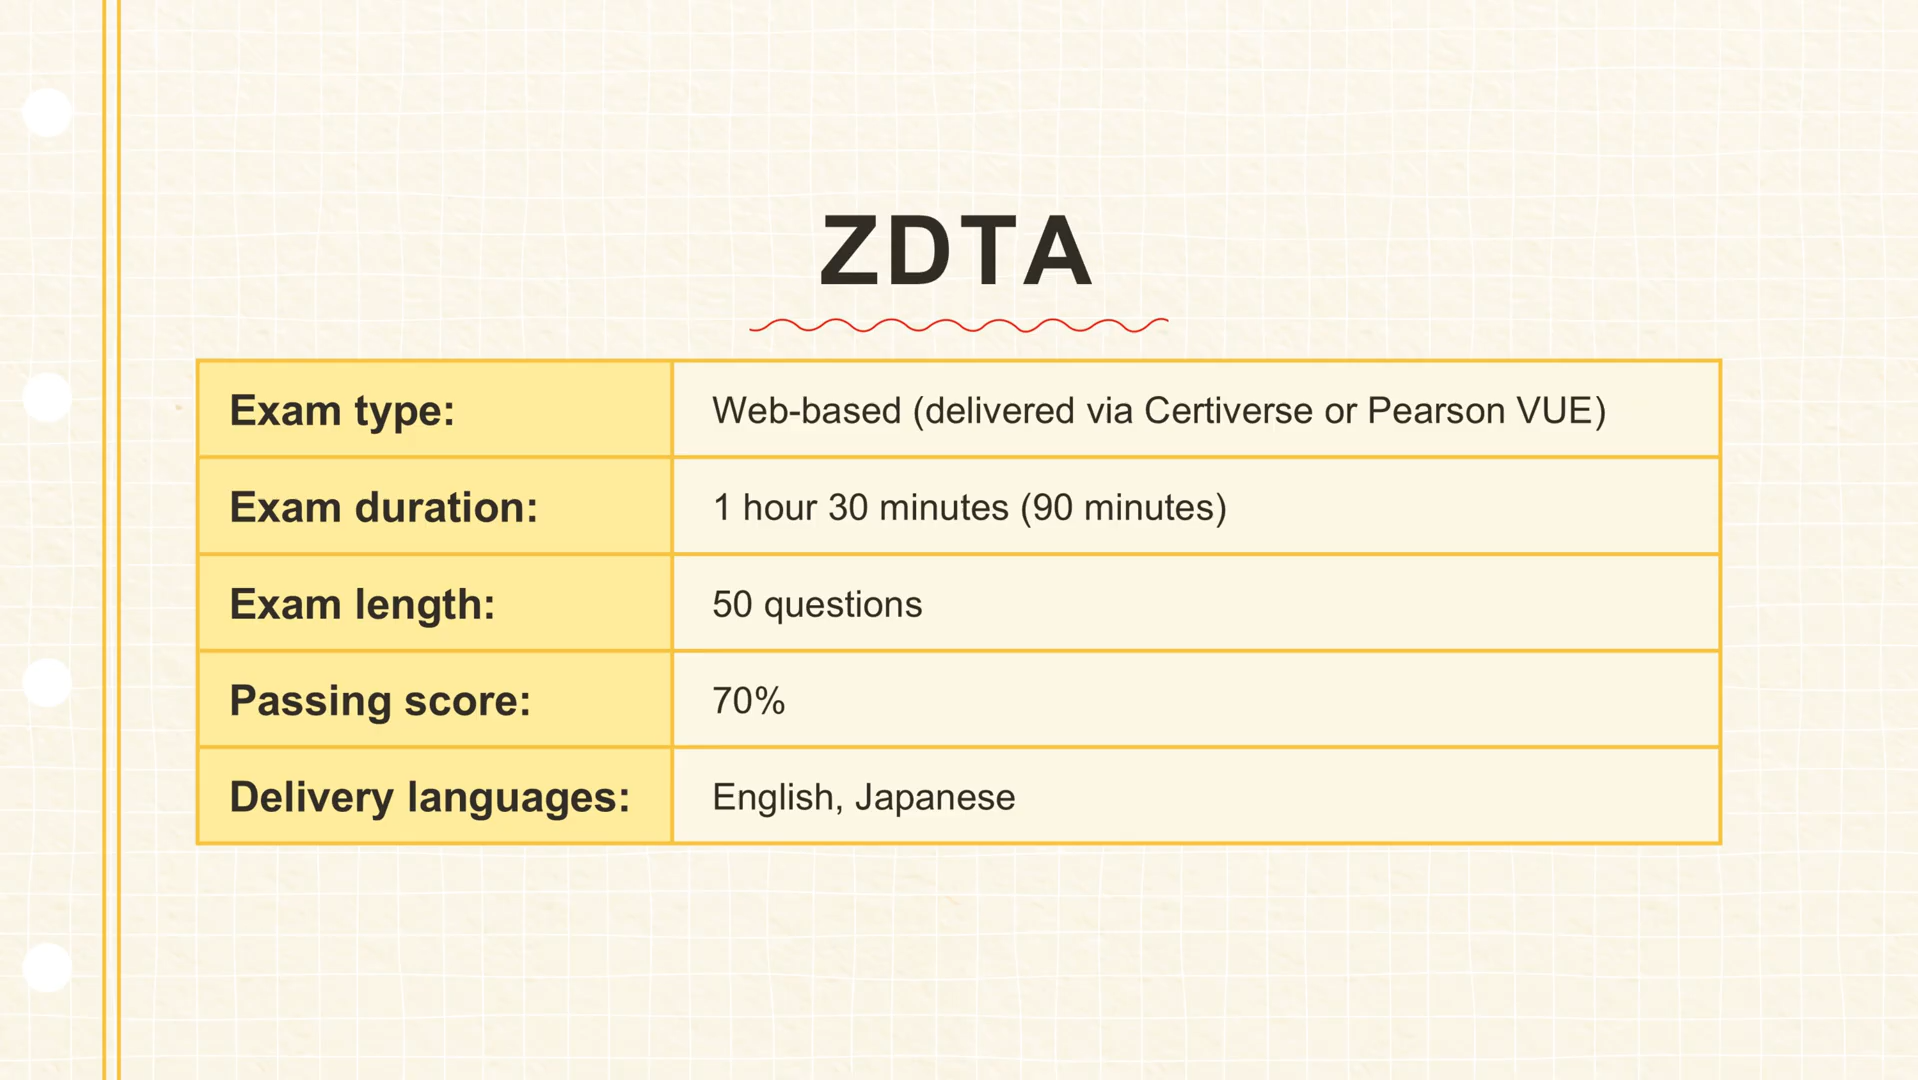 ZDTA
Exam type: Web-based (delivered via Certiverse or Pearson VUE)
Exam duration: 1 hour 30 minutes (90 minutes)
Exam length: 50 questions
Passing score: 70%
Delivery languages: English, Japanese